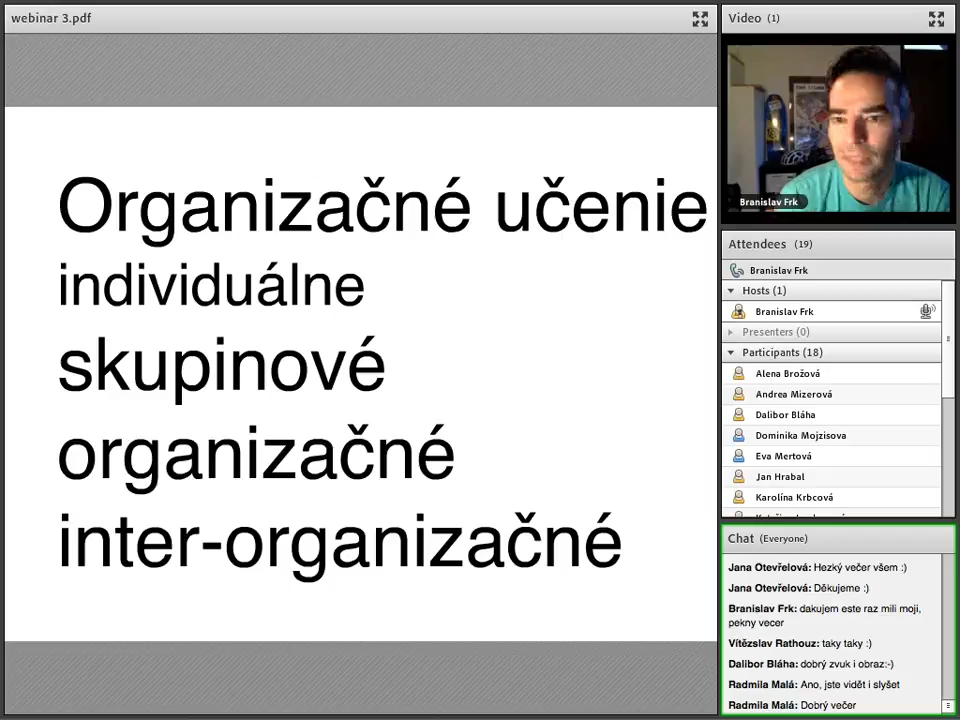 webinar 3.pdf
Organizačné učenie
individuálne
skupinové
organizačné
inter-organizačné
Video (1)
Branislav Frk
Attendees (19)
Branislav Frk
Hosts (1)
Branislav Frk
Presenters (0)
Participants (18)
Alena Brožová
Andrea Mizerová
Dalibor Bláha
Dominika Mojzisova
Eva Mertová
Jan Hrabal
Karolína Krbcová
Chat (Everyone)
Jana Otevřelová: Hezký večer všem :)
Jana Otevřelová: Děkujeme :)
Branislav Frk: dakujem este raz mili moji,
pekny vecer
Vítězslav Rathouz: taky taky :)
Dalibor Bláha: dobrý zvuk i obraz:-)
Radmila Malá: Ano, jste vidět i slyšet
Radmila Malá: Dobrý večer